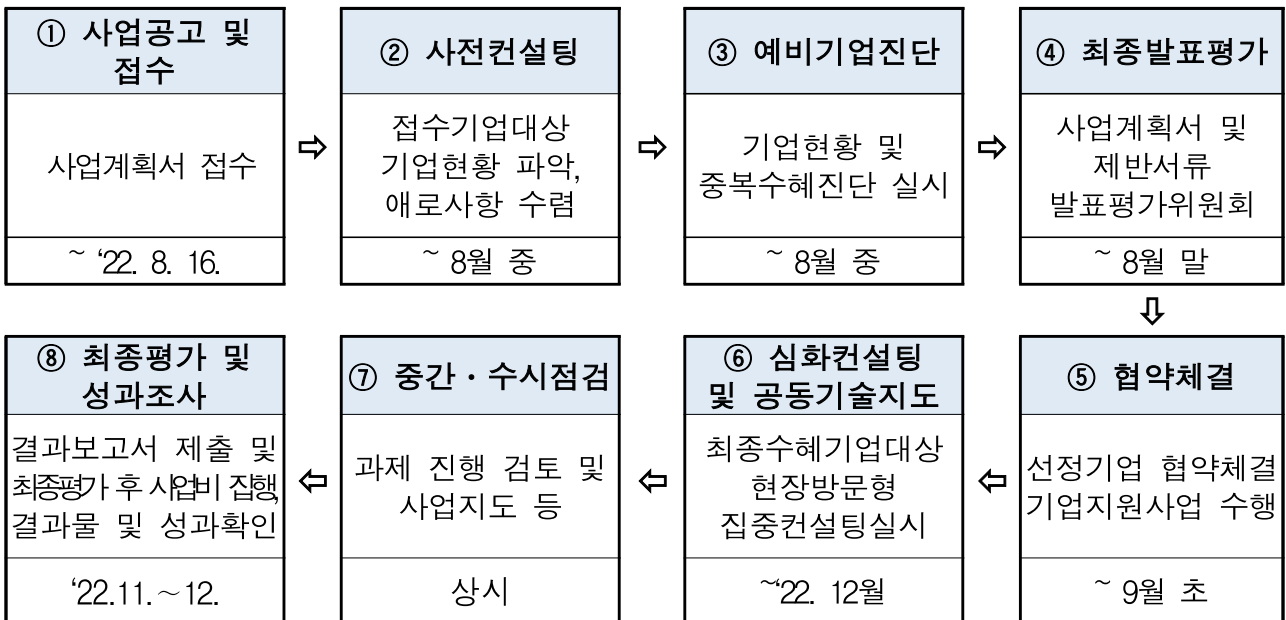 ① 사업공고 및
접수
사업계획서 접수
~ ‘22. 8. 16.
⇨
② 사전컨설팅
접수기업대상
기업현황 파악,
애로사항 수렴
~ 8월 중
⇨
③ 예비기업진단
기업현황 및
중복수혜진단 실시
~ 8월 중
⇨
④ 최종발표평가
사업계획서 및
제반서류
발표평가위원회
~ 8월 말
⇩
⑤ 협약체결
선정기업 협약체결
기업지원사업 수행
~ 9월 초
⇦
⑥ 심화컨설팅
및 공동기술지도
최종수혜기업대상
현장방문형
집중컨설팅실시
~‘22. 12월
⇦
⑦ 중간 · 수시점검
과제 진행 검토 및
사업지도 등
상시
⇦
⑧ 최종평가 및
성과조사
결과보고서 제출 및
최종평가 후 사업비 집행,
결과물 및 성과확인
‘22.11.～12.